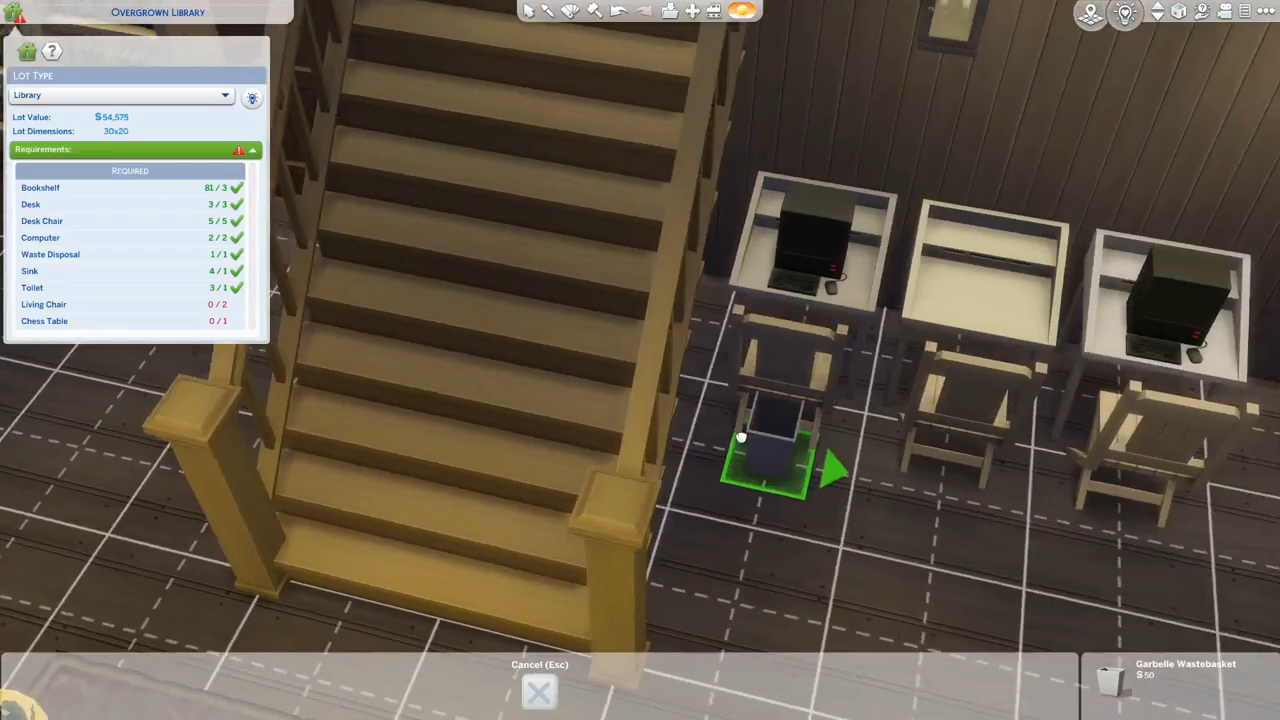 Overgrown Library
Lot Type
Library
Lot Value: §54,575
Lot Dimensions: 30x20
Requirements:
Required
Bookshelf 81 / 3
Desk 3 / 3
Desk Chair 5 / 5
Computer 2 / 2
Waste Disposal 1 / 1
Sink 4 / 1
Toilet 3 / 1
Living Chair 0 / 2
Chess Table 0 / 1
Cancel (Esc)
Garbelle Wastebasket
§50